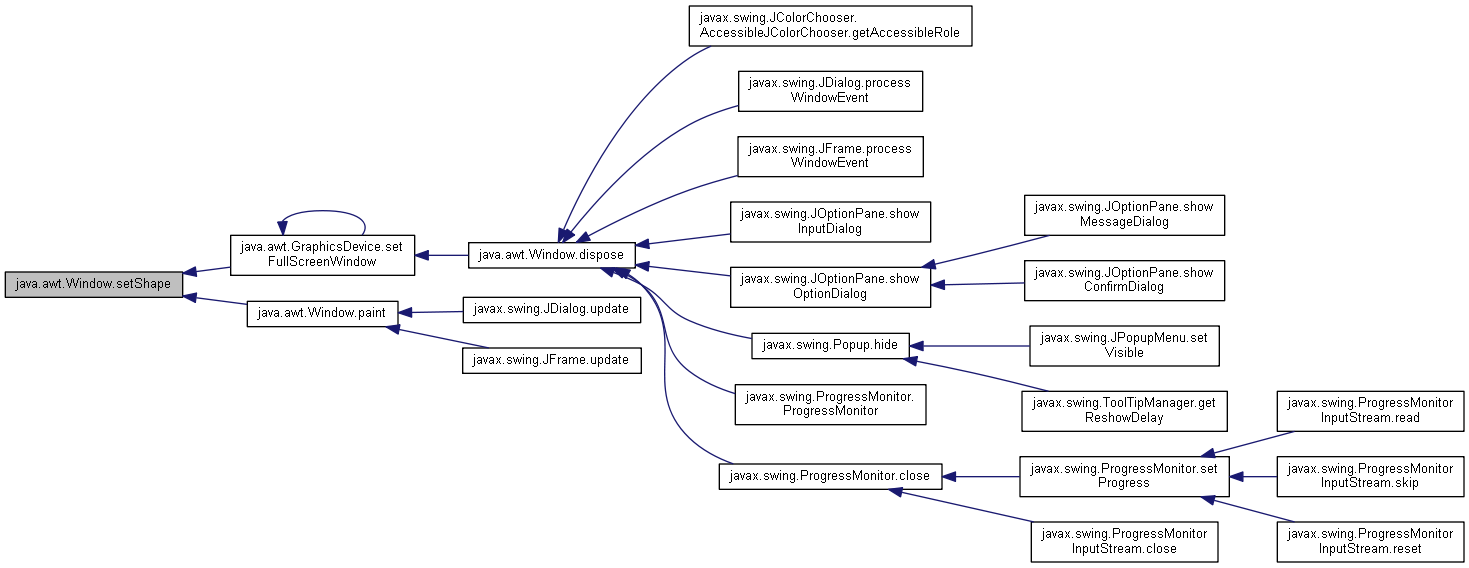 javax.swing.JColorChooser.
AccessibleJColorChooser.getAccessibleRole
javax.swing.JDialog.process
WindowEvent
javax.swing.JFrame.process
WindowEvent
javax.swing.JOptionPane.show
InputDialog
javax.swing.JOptionPane.show
MessageDialog
java.awt.GraphicsDevice.set
FullScreenWindow
java.awt.Window.dispose
java.awt.Window.setShape
javax.swing.JOptionPane.show
OptionDialog
javax.swing.JOptionPane.show
ConfirmDialog
java.awt.Window.paint
javax.swing.JDialog.update
javax.swing.JFrame.update
javax.swing.Popup.hide
javax.swing.JPopupMenu.set
Visible
javax.swing.ProgressMonitor.
ProgressMonitor
javax.swing.ToolTipManager.get
ReshowDelay
javax.swing.ProgressMonitor
InputStream.read
javax.swing.ProgressMonitor.close
javax.swing.ProgressMonitor.set
Progress
javax.swing.ProgressMonitor
InputStream.skip
javax.swing.ProgressMonitor
InputStream.close
javax.swing.ProgressMonitor
InputStream.reset